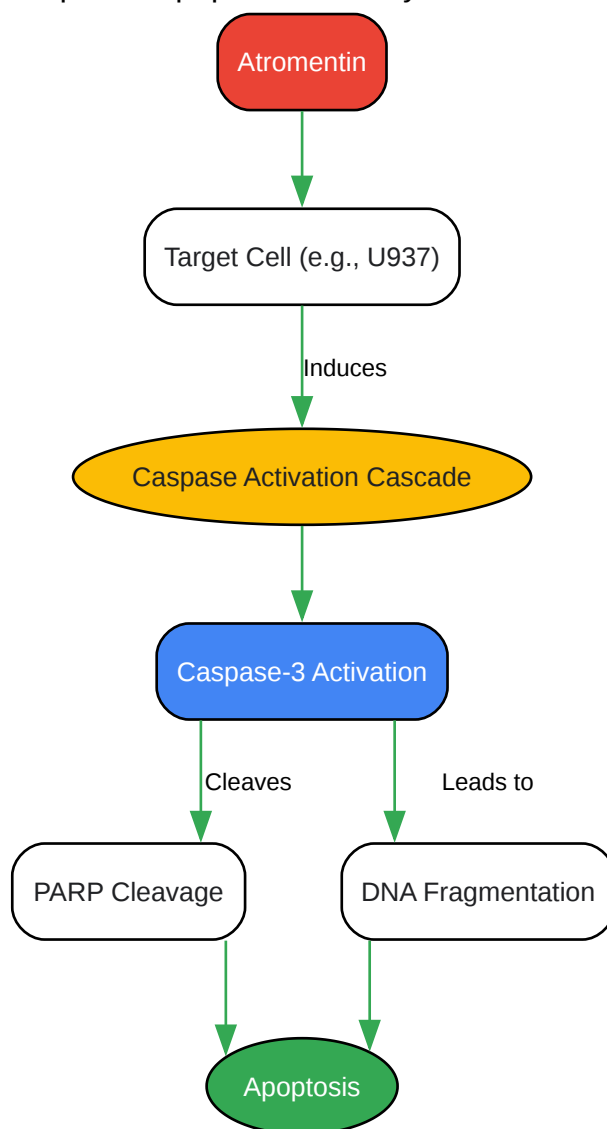 Atromentin
Target Cell (e.g., U937)
Induces
Caspase Activation Cascade
Caspase-3 Activation
Cleaves
Leads to
PARP Cleavage
DNA Fragmentation
Apoptosis